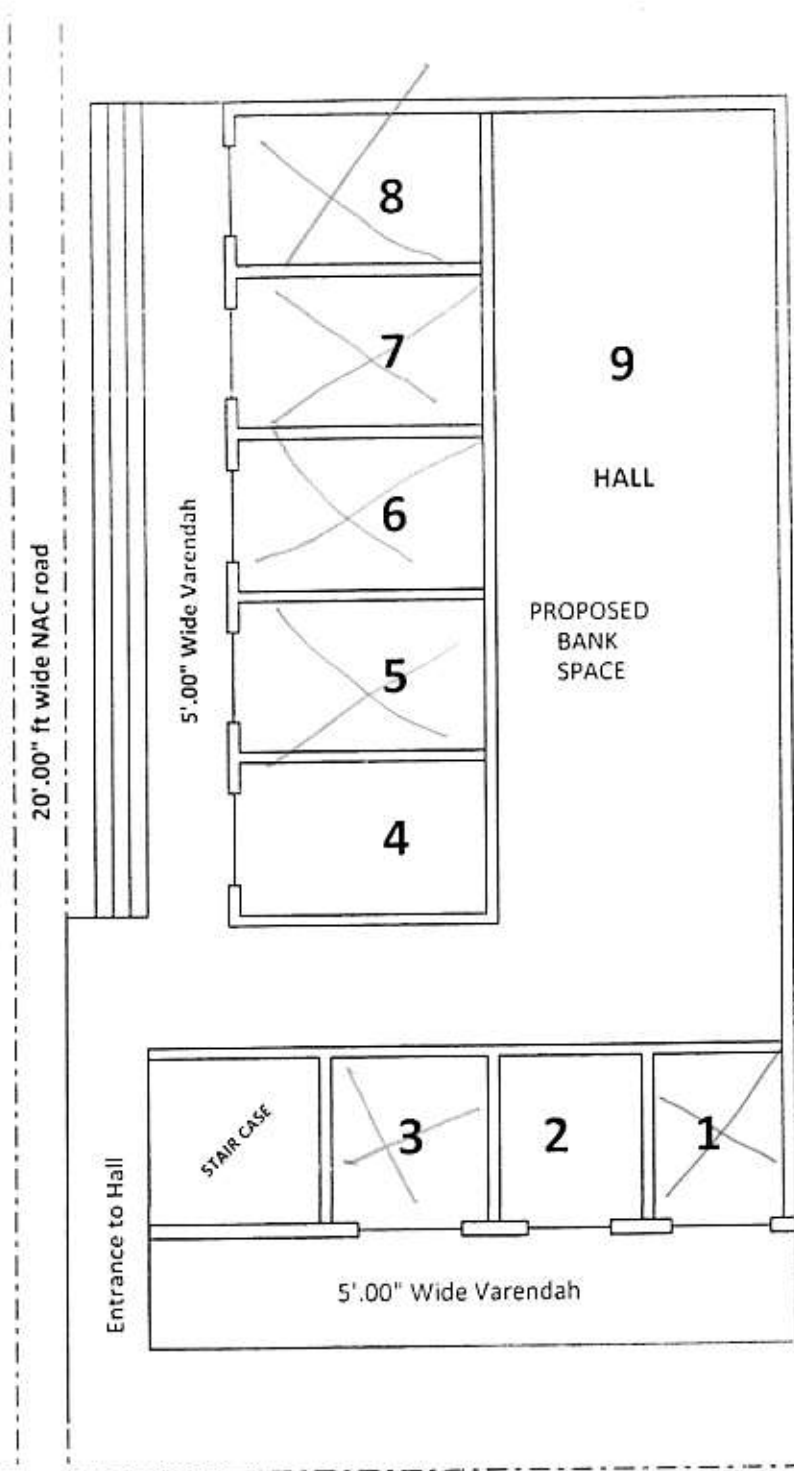 8
7
9
HALL
6
PROPOSED
BANK
SPACE
5
4
20'.00" ft wide NAC road
5'.00" Wide Varendah
STAIR CASE
3
2
1
Entrance to Hall
5'.00" Wide Varendah